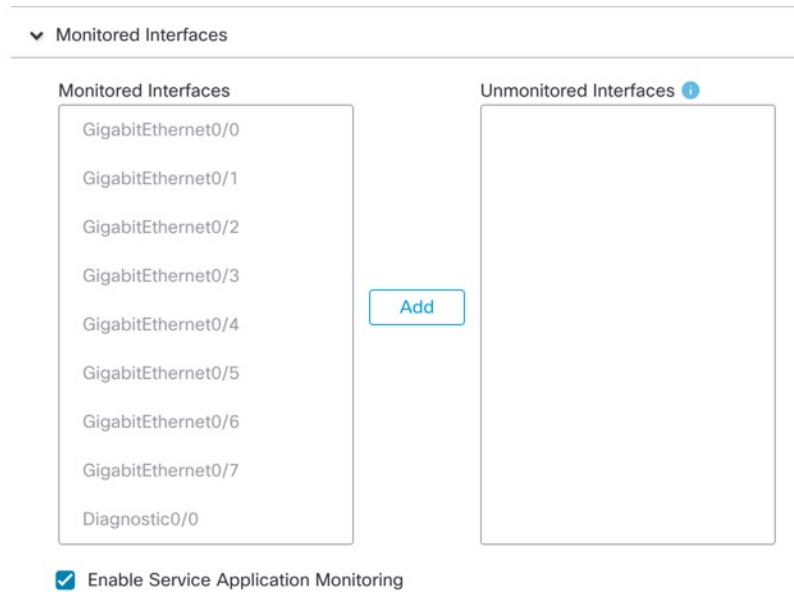 Monitored Interfaces
Monitored Interfaces
Unmonitored Interfaces
GigabitEthernet0/0
GigabitEthernet0/1
GigabitEthernet0/2
GigabitEthernet0/3
GigabitEthernet0/4
GigabitEthernet0/5
GigabitEthernet0/6
GigabitEthernet0/7
Diagnostic0/0
Add
Enable Service Application Monitoring